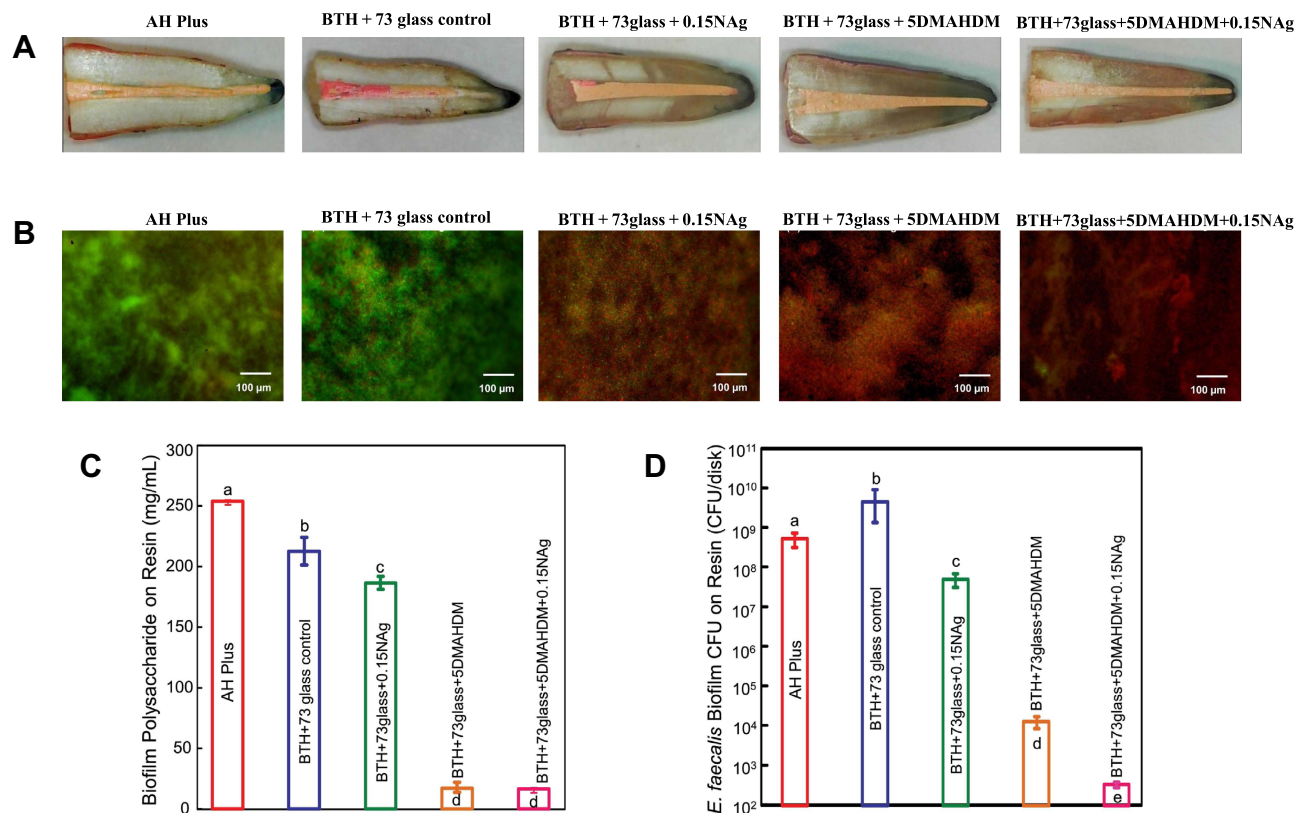 A
AH Plus
BTH + 73 glass control
BTH + 73glass + 0.15NAg
BTH + 73glass + 5DMAHDM
BTH+73glass+5DMAHDM+0.15NAg
B
AH Plus
BTH + 73 glass control
BTH + 73glass + 0.15NAg
BTH + 73glass + 5DMAHDM
BTH+73glass+5DMAHDM+0.15NAg
100 µm
100 µm
100 µm
100 µm
100 µm
C
Biofilm Polysaccharide on Resin (mg/mL)
300
250
200
150
100
50
0
a
AH Plus
b
BTH+73 glass control
c
BTH+73glass+0.15NAg
BTH+73glass+5DMAHDM
d
BTH+73glass+5DMAHDM+0.15NAg
d
D
E. faecalis Biofilm CFU on Resin (CFU/disk)
10¹¹
10¹⁰
10⁹
10⁸
10⁷
10⁶
10⁵
10⁴
10³
10²
a
AH Plus
b
BTH+73 glass control
c
BTH+73glass+0.15NAg
BTH+73glass+5DMAHDM
d
BTH+73glass+5DMAHDM+0.15NAg
e